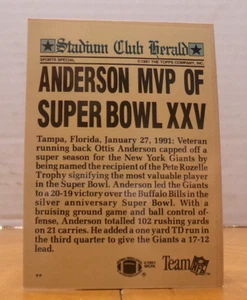 Stadium Club Herald
SPORTS SPECIAL ©1991 THE TOPPS COMPANY, INC.
ANDERSON MVP OF
SUPER BOWL XXV
Tampa, Florida, January 27, 1991: Veteran
running back Ottis Anderson capped off a
super season for the New York Giants by
being named the recipient of the Pete Rozelle
Trophy signifying the most valuable player
in the Super Bowl. Anderson led the Giants
to a 20-19 victory over the Buffalo Bills in the
silver anniversary Super Bowl. With a
bruising ground game and ball control of-
fense, Anderson totalled 102 rushing yards
on 21 carries. He added a one yard TD run in
the third quarter to give the Giants a 17-12
lead.
**
Team NFL